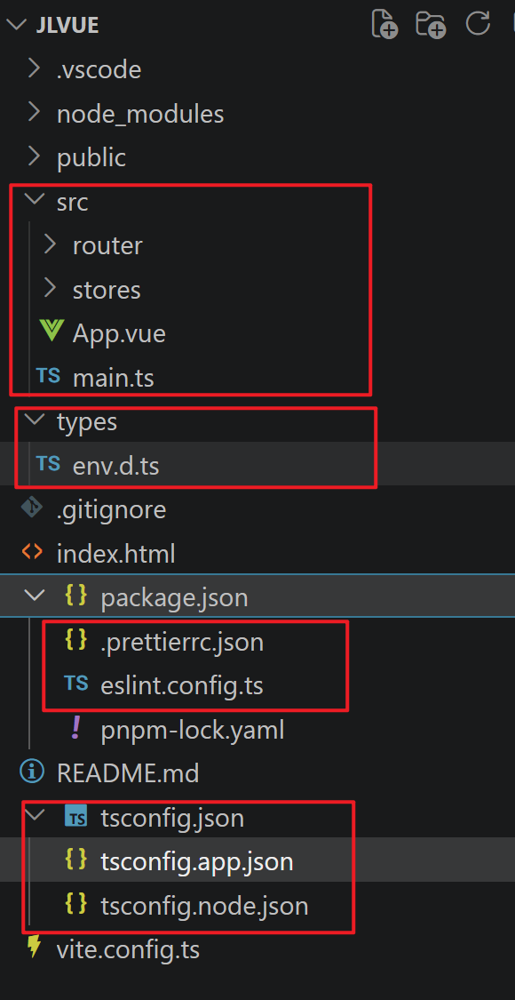 JLVUE
.vscode
node_modules
public
src
router
stores
App.vue
TS main.ts
types
TS env.d.ts
.gitignore
<> index.html
{} package.json
{} .prettierrc.json
TS eslint.config.ts
! pnpm-lock.yaml
README.md
TS tsconfig.json
{} tsconfig.app.json
{} tsconfig.node.json
vite.config.ts